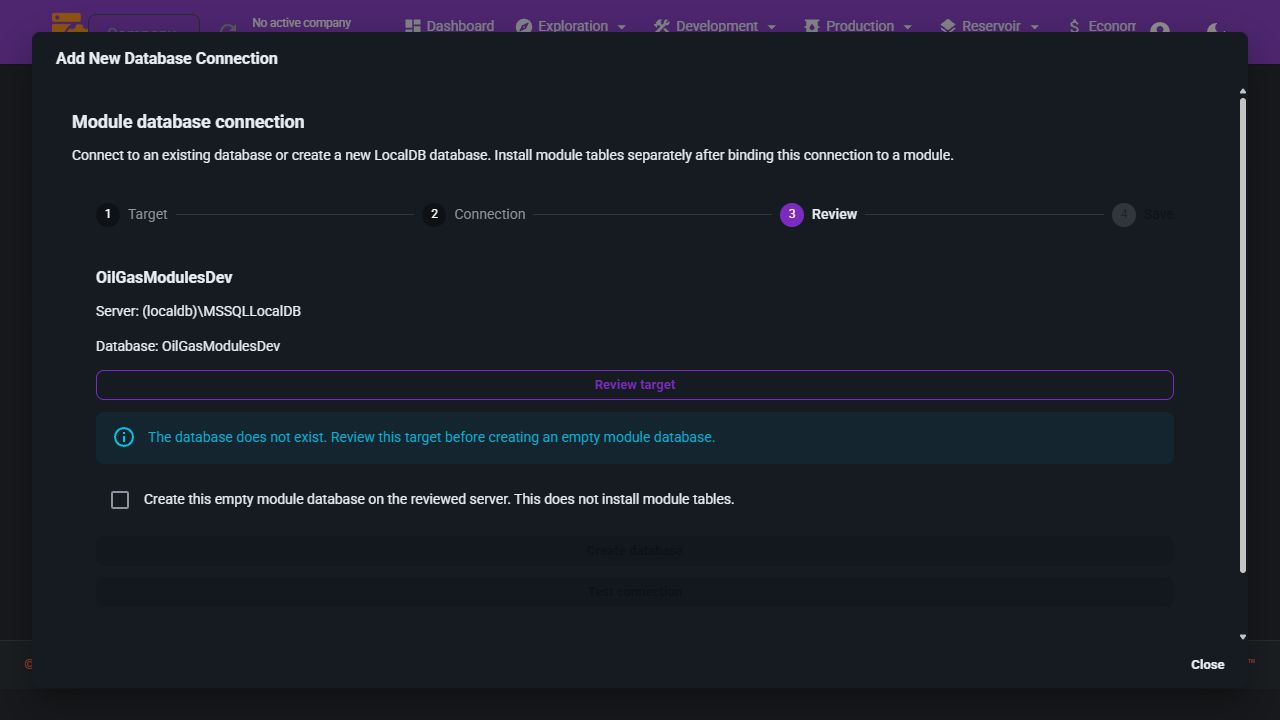 No active company
Company
Dashboard
Exploration
Development
Production
Reservoir
Econom
Add New Database Connection
Module database connection
Connect to an existing database or create a new LocalDB database. Install module tables separately after binding this connection to a module.
1 Target
2 Connection
3 Review
4 Save
OilGasModulesDev
Server: (localdb)\MSSQLLocalDB
Database: OilGasModulesDev
Review target
The database does not exist. Review this target before creating an empty module database.
Create this empty module database on the reviewed server. This does not install module tables.
Create database
Test connection
©
™
Close